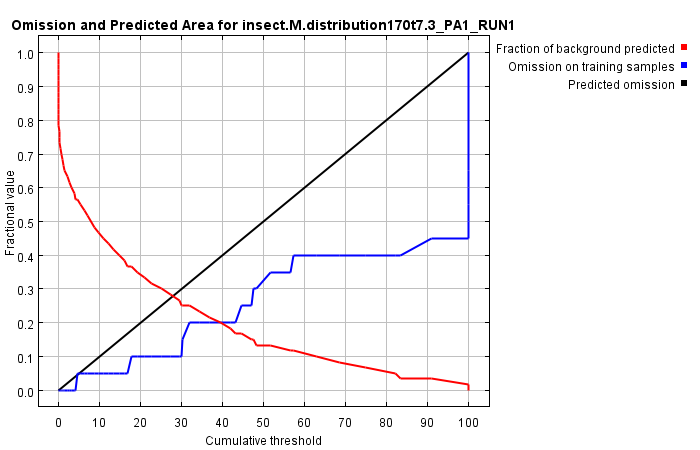 Omission and Predicted Area for insect.M.distribution170t7.3_PA1_RUN1
Fraction of background predicted
Omission on training samples
Predicted omission
Fractional value
1.0
0.9
0.8
0.7
0.6
0.5
0.4
0.3
0.2
0.1
0.0
0 10 20 30 40 50 60 70 80 90 100
Cumulative threshold